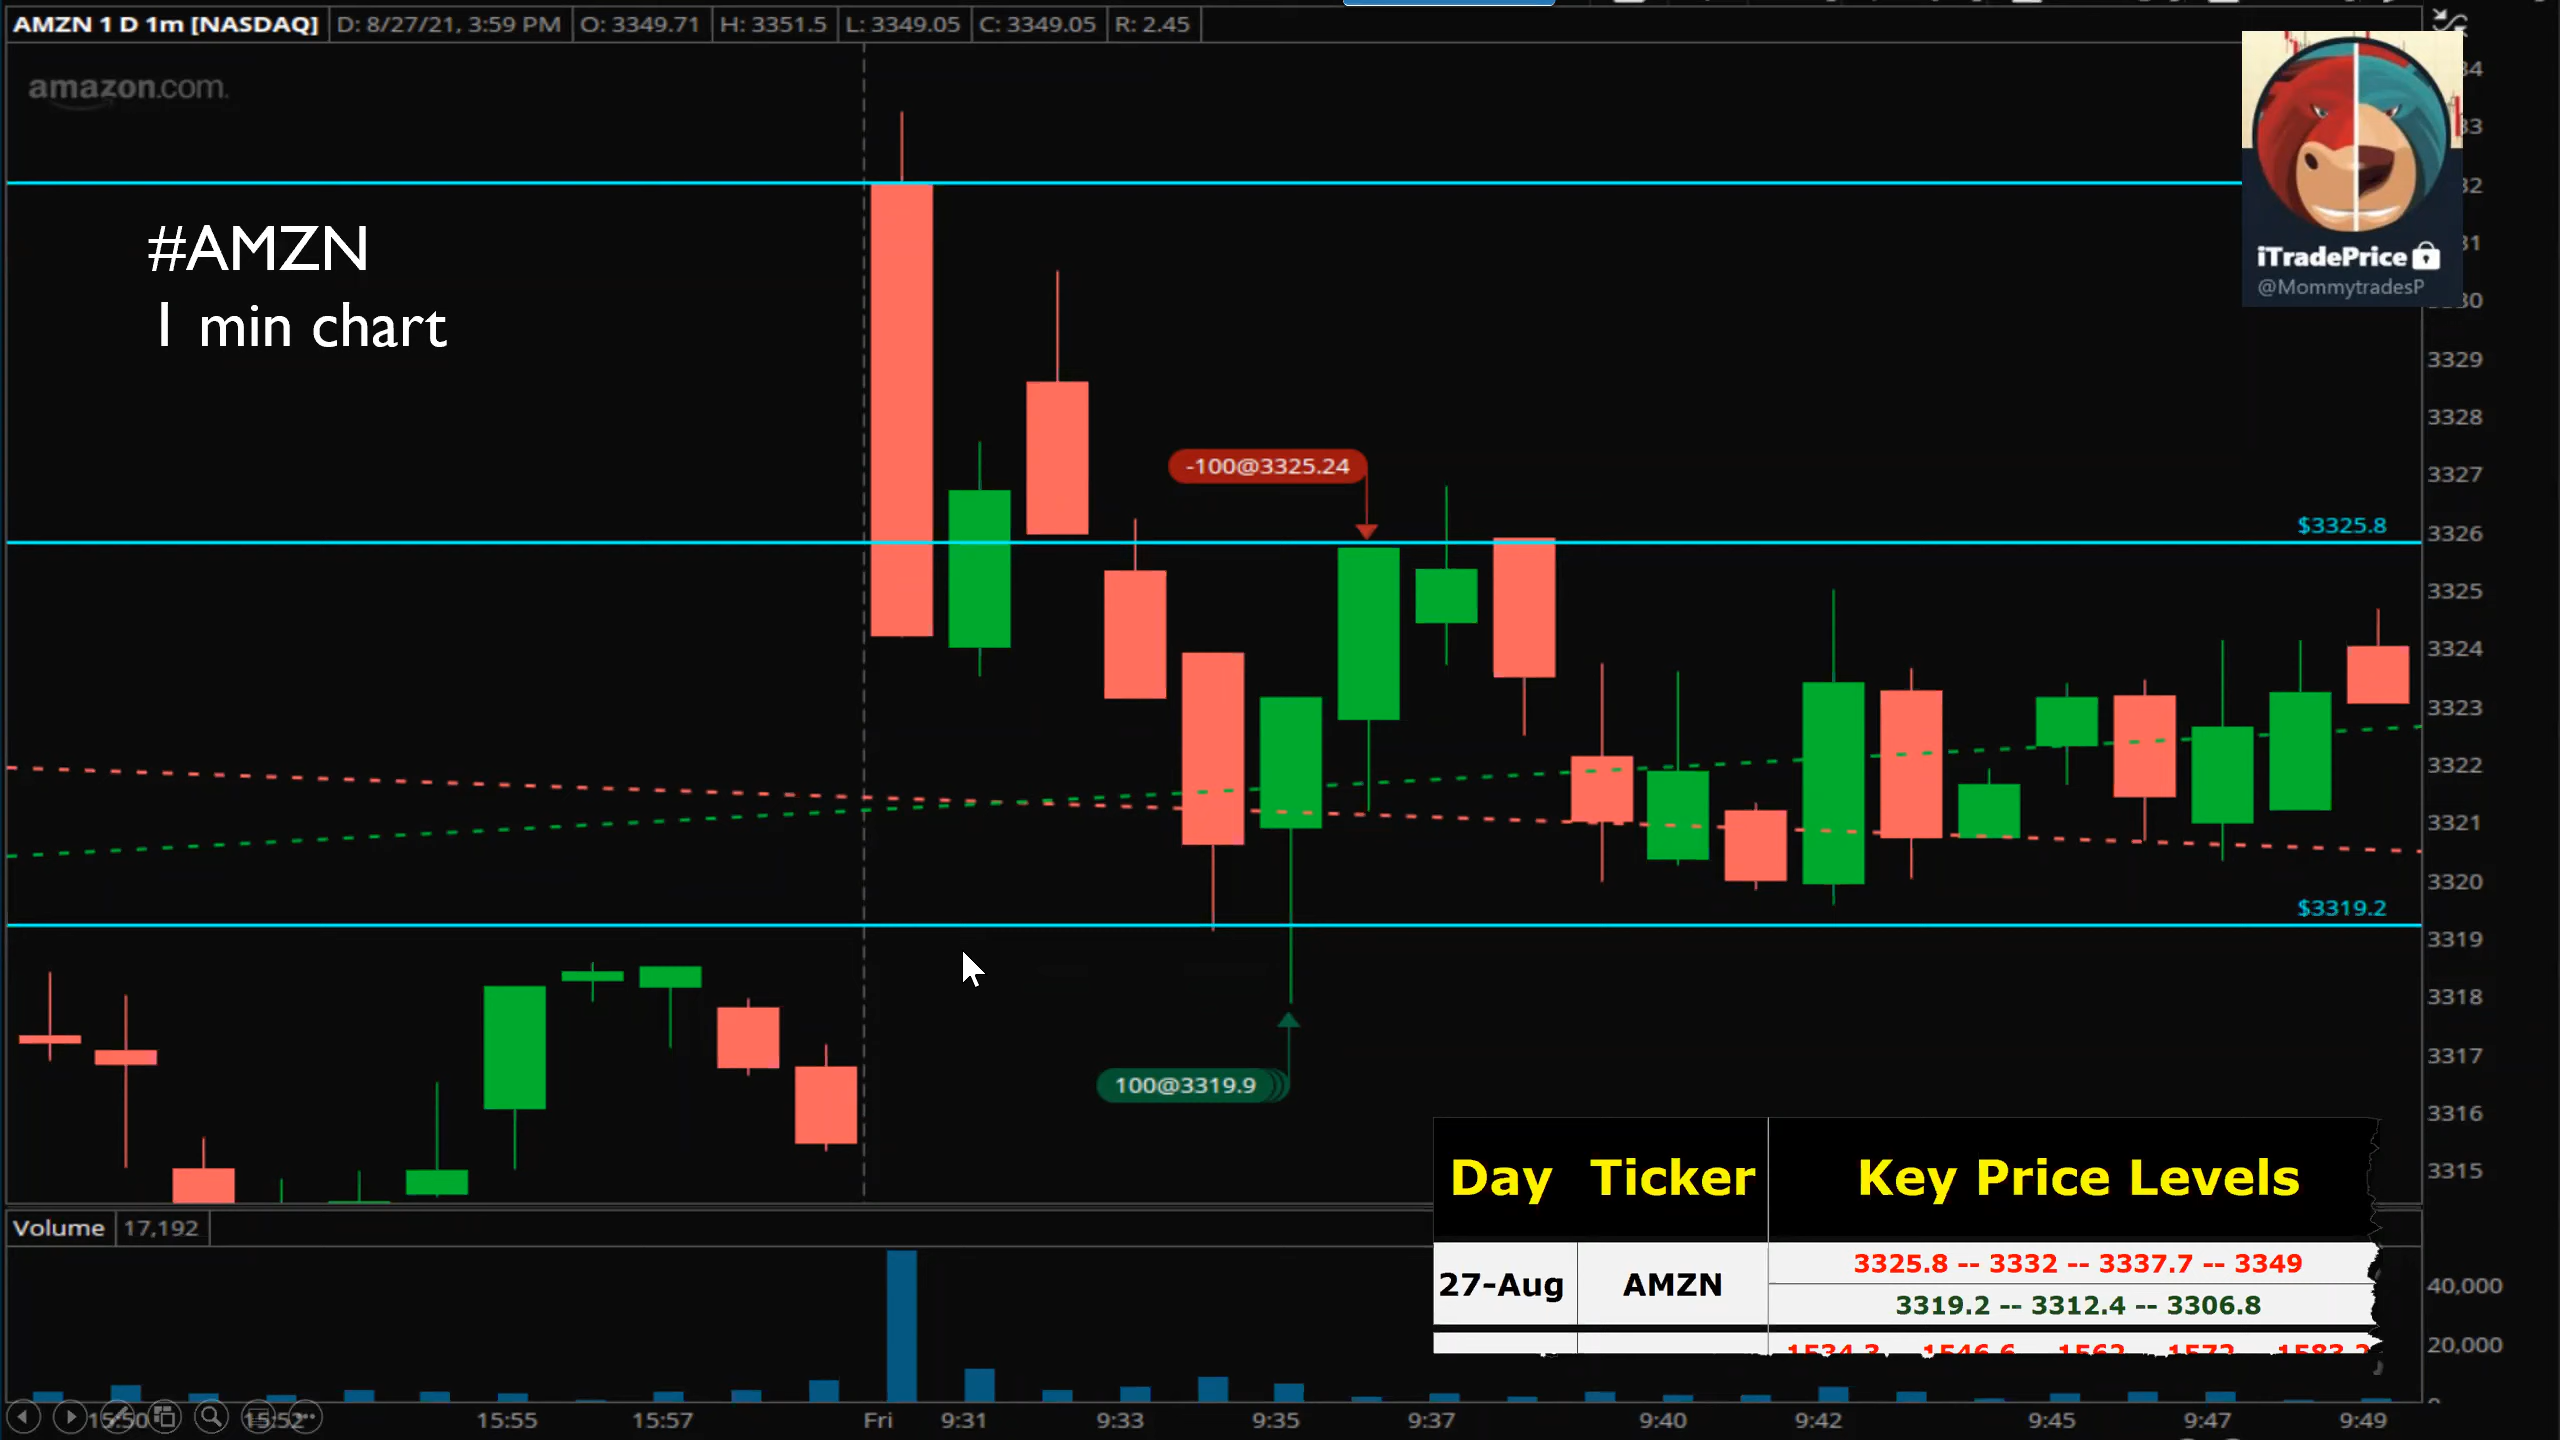 AMZN 1 D 1m [NASDAQ] D: 8/27/21, 3:59 PM O: 3349.71 H: 3351.5 L: 3349.05 C: 3349.05 R: 2.45
amazon.com.
#AMZN
1 min chart
iTradePrice
@MommytradesP
3329
3328
-100@3325.24
3327
$3325.8
3326
3325
3324
3323
3322
3321
3320
$3319.2
3319
3318
3317
100@3319.9
3316
3315
Day Ticker Key Price Levels
27-Aug AMZN
3325.8 -- 3332 -- 3337.7 -- 3349
3319.2 -- 3312.4 -- 3306.8
Volume 17,192
40,000
20,000
15:50 15:52 15:55 15:57 Fri 9:31 9:33 9:35 9:37 9:40 9:42 9:45 9:47 9:49